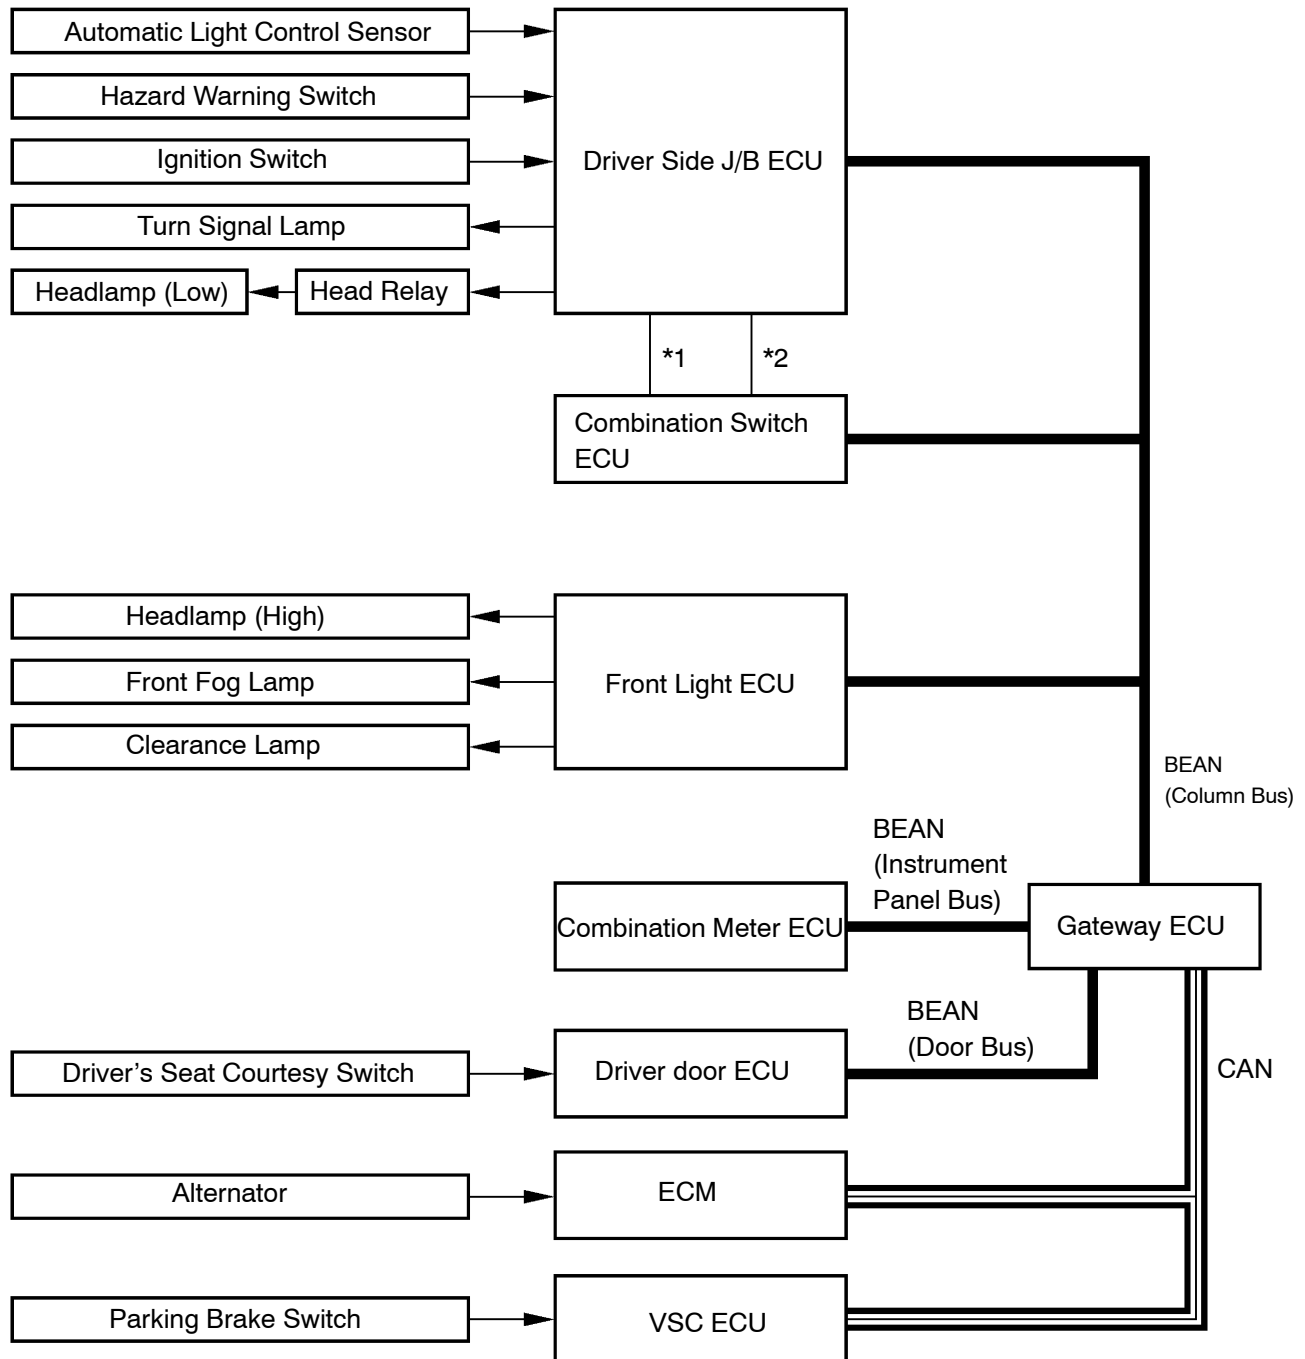 Automatic Light Control Sensor
Hazard Warning Switch
Ignition Switch
Driver Side J/B ECU
Turn Signal Lamp
Headlamp (Low)
Head Relay
*1
*2
Combination Switch
ECU
Headlamp (High)
Front Fog Lamp
Front Light ECU
Clearance Lamp
BEAN
(Column Bus)
BEAN
(Instrument
Panel Bus)
Combination Meter ECU
Gateway ECU
BEAN
(Door Bus)
Driver’s Seat Courtesy Switch
Driver door ECU
CAN
Alternator
ECM
Parking Brake Switch
VSC ECU